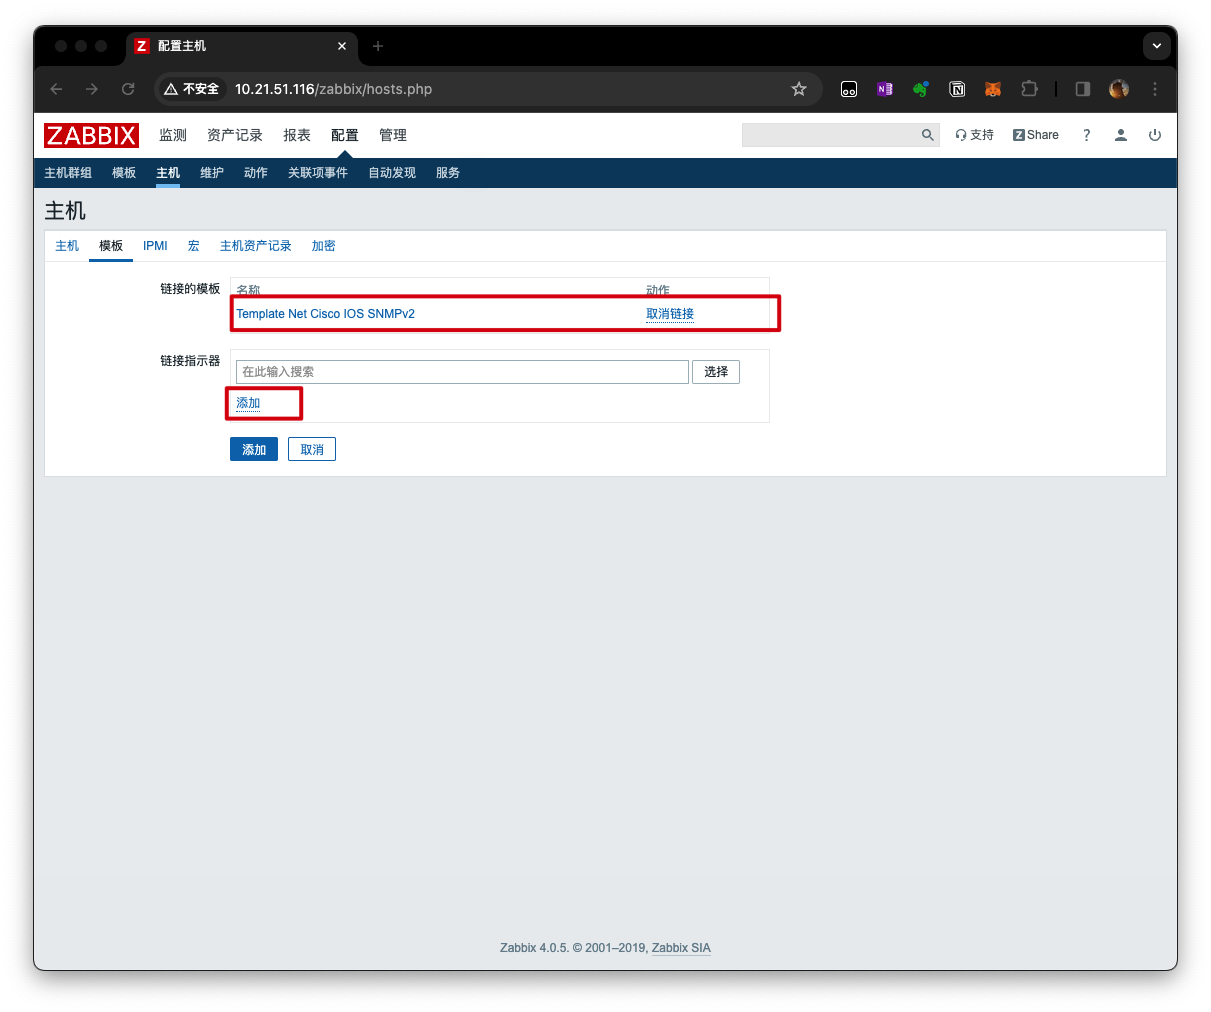 Z 配置主机
不安全 10.21.51.116/zabbix/hosts.php
ZABBIX 监测 资产记录 报表 配置 管理 支持 Z Share ?
主机群组 模板 主机 维护 动作 关联项事件 自动发现 服务
主机
主机 模板 IPMI 宏 主机资产记录 加密
链接的模板 名称 动作
Template Net Cisco IOS SNMPv2 取消链接
链接指示器 在此输入搜索 选择
添加
添加 取消
Zabbix 4.0.5. © 2001–2019, Zabbix SIA